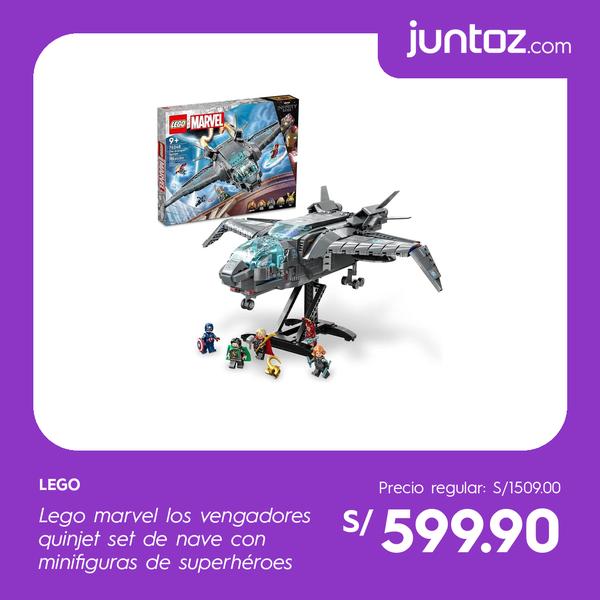 juntoz.com
LEGO MARVEL
9+
LEGO
Lego marvel los vengadores
quinjet set de nave con
minifiguras de superhéroes
Precio regular: S/1509.00
S/ 599.90